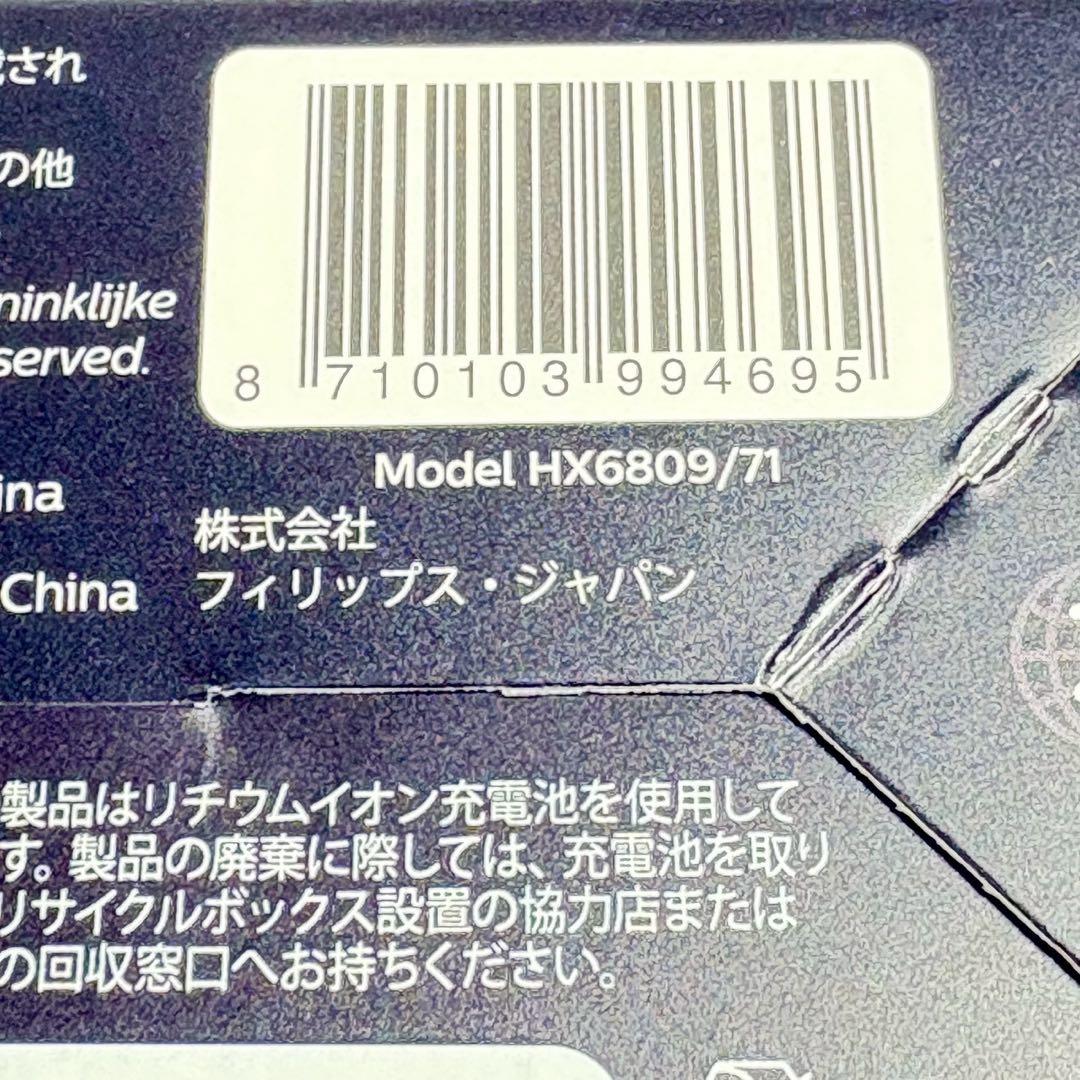 され
の他
ninklijke
served.
8 710103 994695
Model HX6809/71
ina
株式会社
China
フィリップス・ジャパン
製品はリチウムイオン充電池を使用して
す。製品の廃棄に際しては、充電池を取り
リサイクルボックス設置の協力店または
の回収窓口へお持ちください。